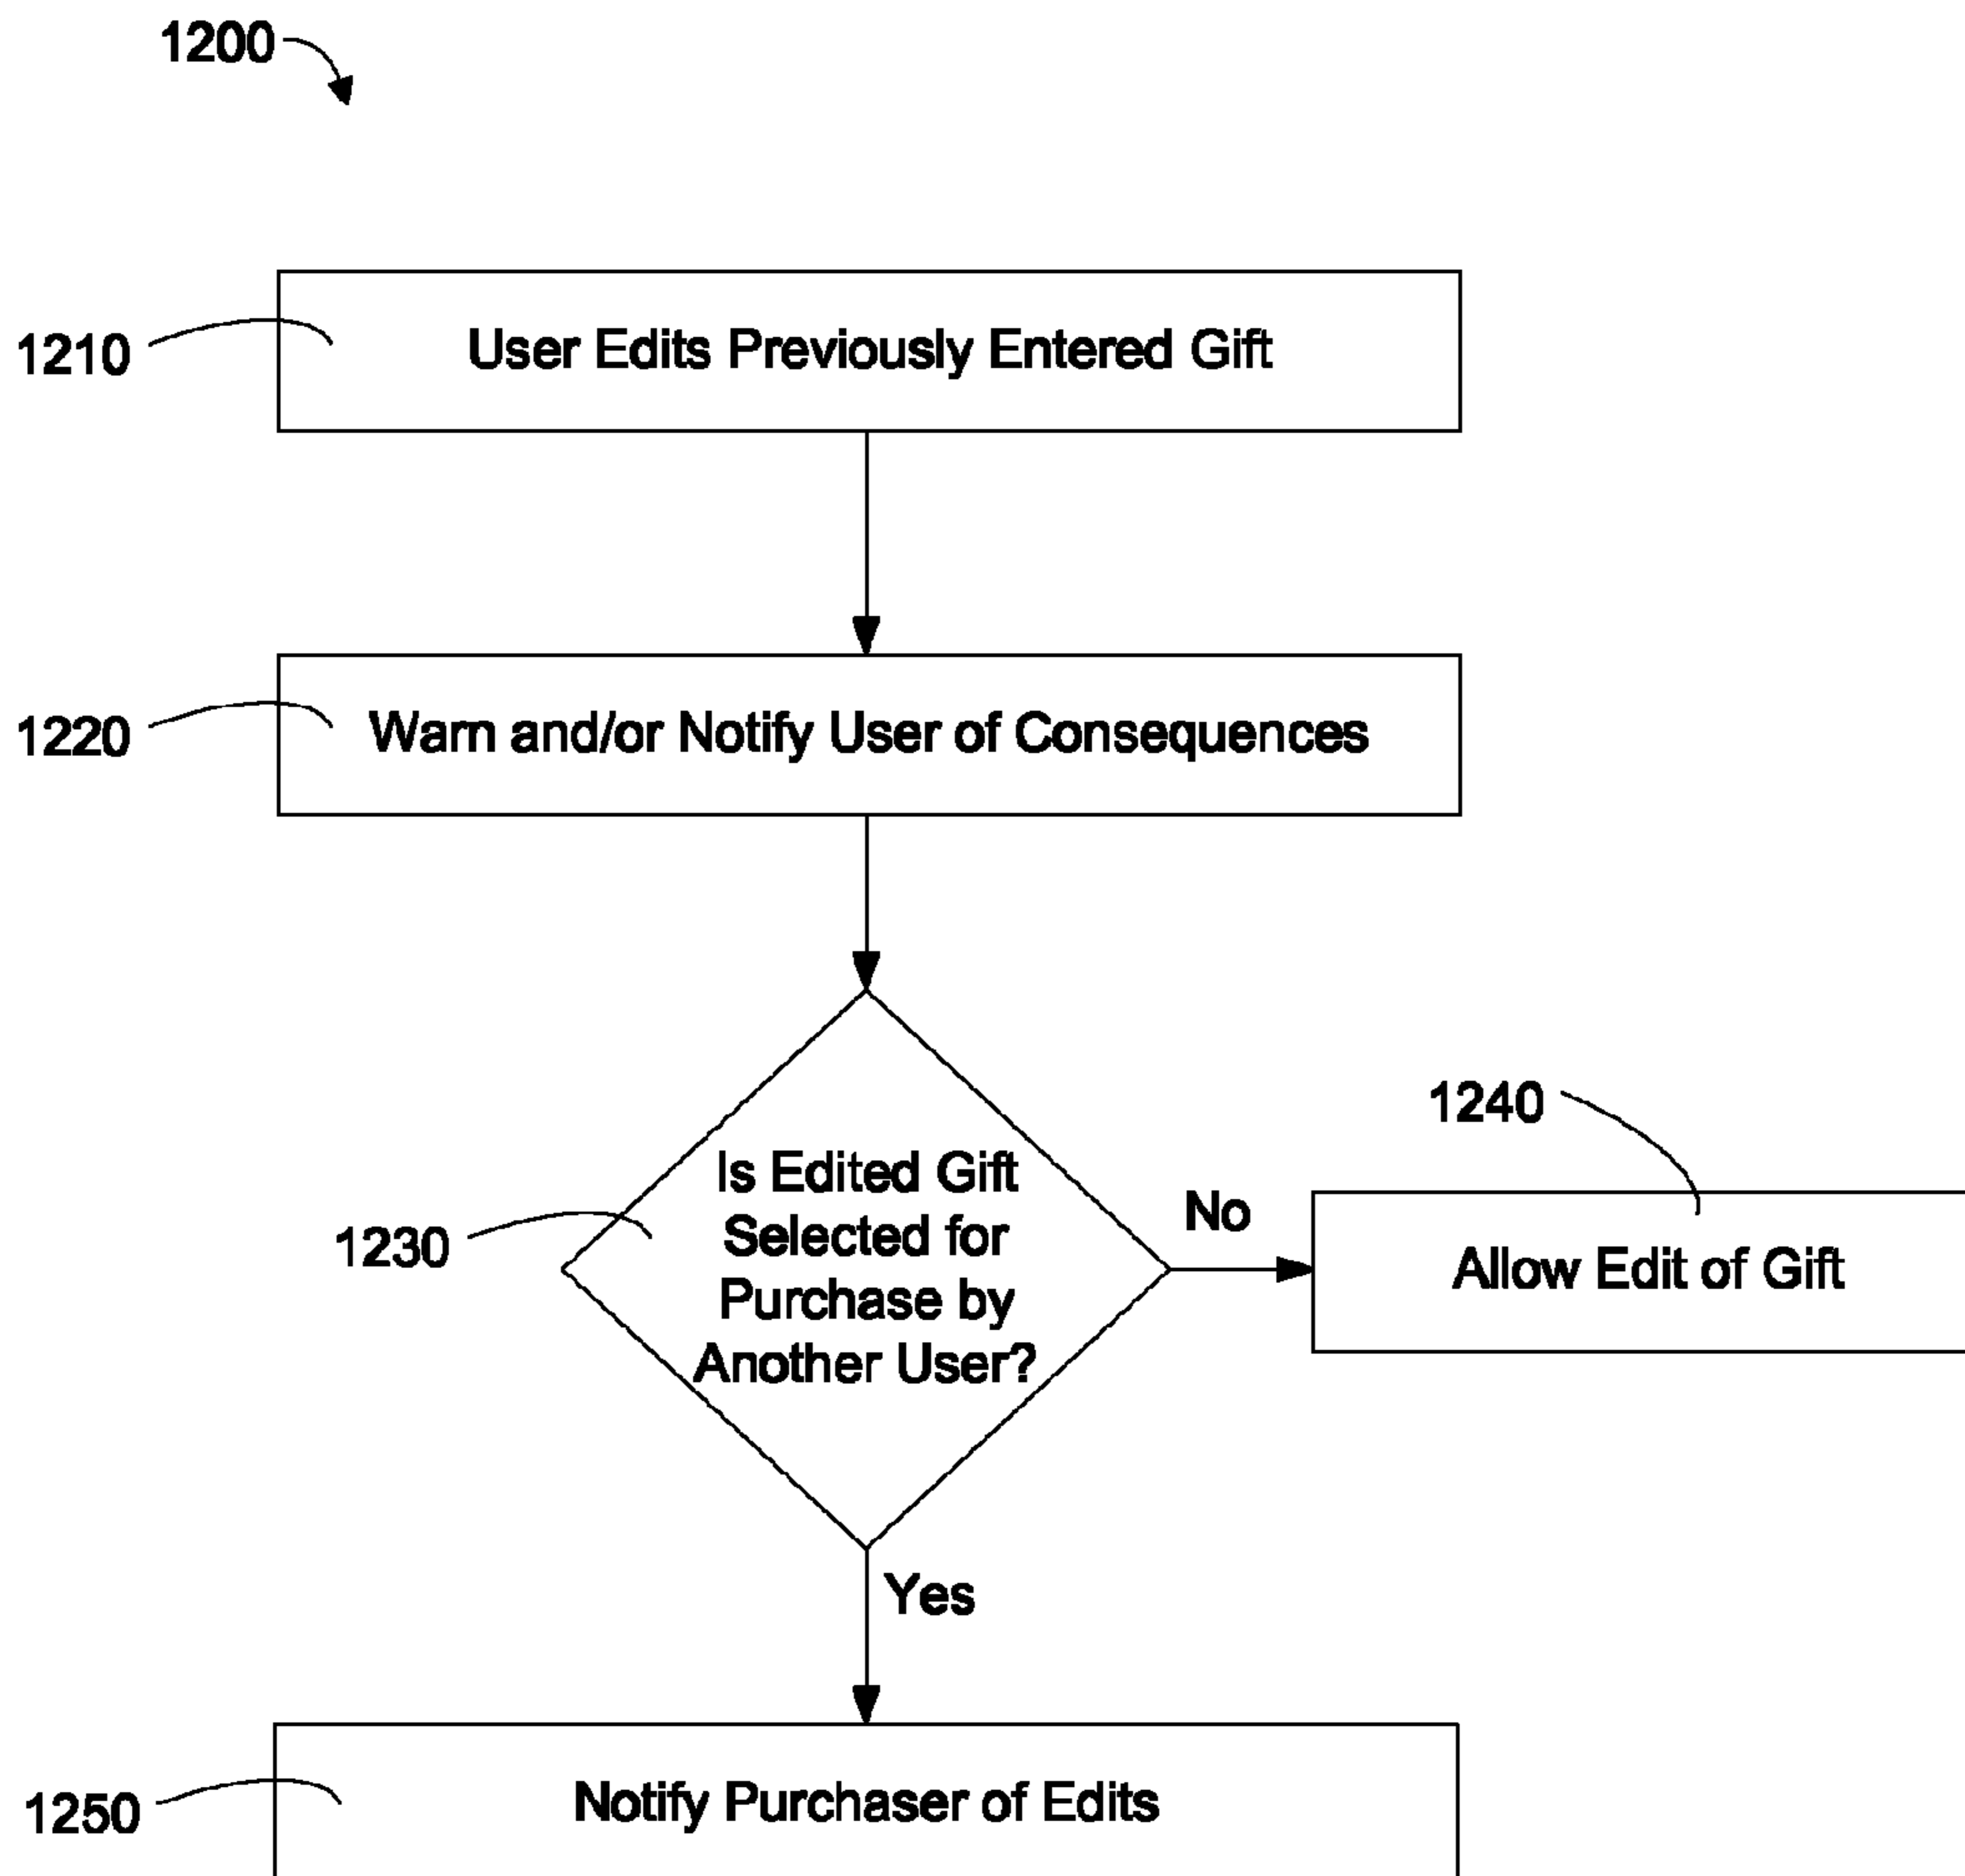 1200
1210
User Edits Previously Entered Gift
1220
Warn and/or Notify User of Consequences
1230
Is Edited Gift
Selected for
Purchase by
Another User?
No
1240
Allow Edit of Gift
Yes
1250
Notify Purchaser of Edits